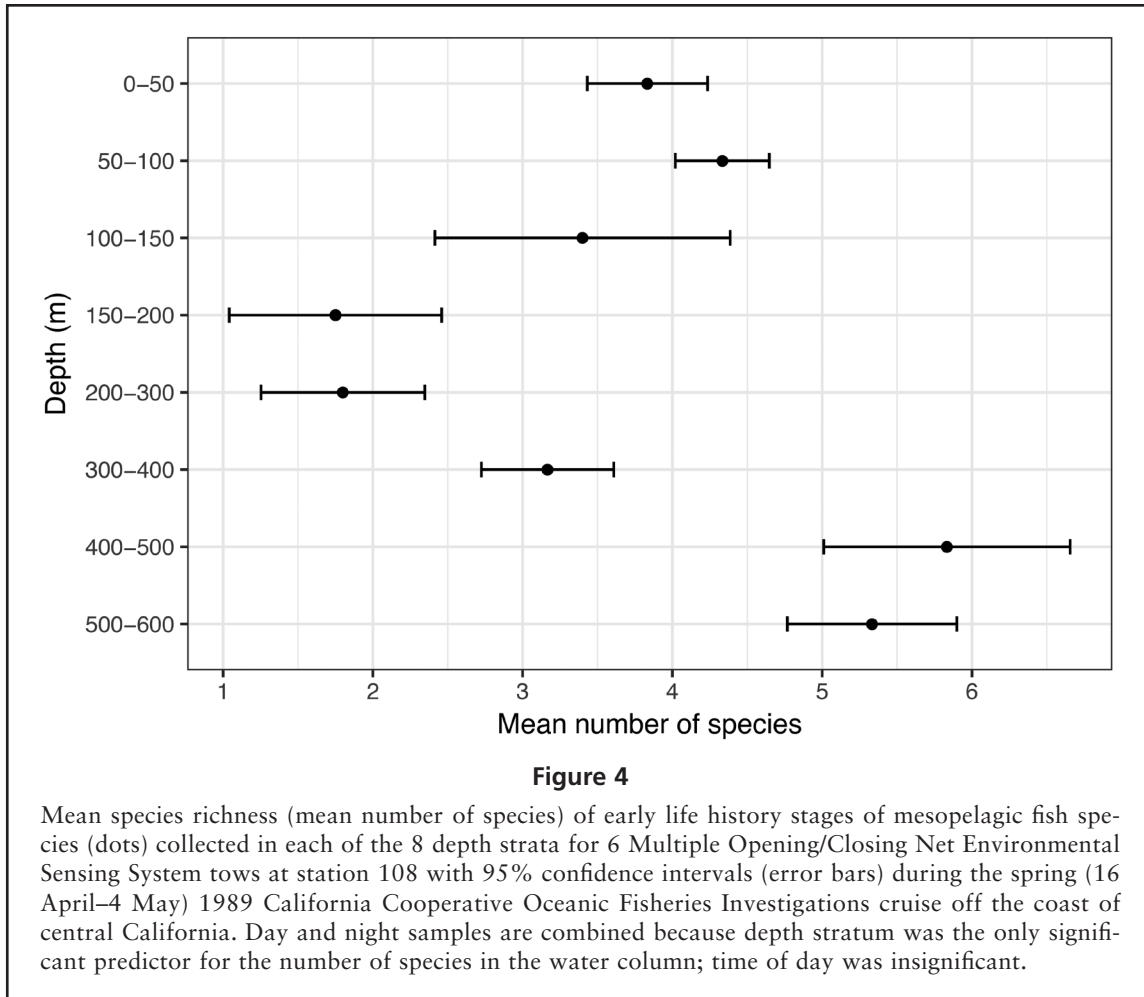 0–50
50–100
100–150
150–200
200–300
300–400
400–500
500–600
Depth (m)
1 2 3 4 5 6
Mean number of species
Figure 4
Mean species richness (mean number of species) of early life history stages of mesopelagic fish spe-
cies (dots) collected in each of the 8 depth strata for 6 Multiple Opening/Closing Net Environmental
Sensing System tows at station 108 with 95% confidence intervals (error bars) during the spring (16
April–4 May) 1989 California Cooperative Oceanic Fisheries Investigations cruise off the coast of
central California. Day and night samples are combined because depth stratum was the only signifi-
cant predictor for the number of species in the water column; time of day was insignificant.